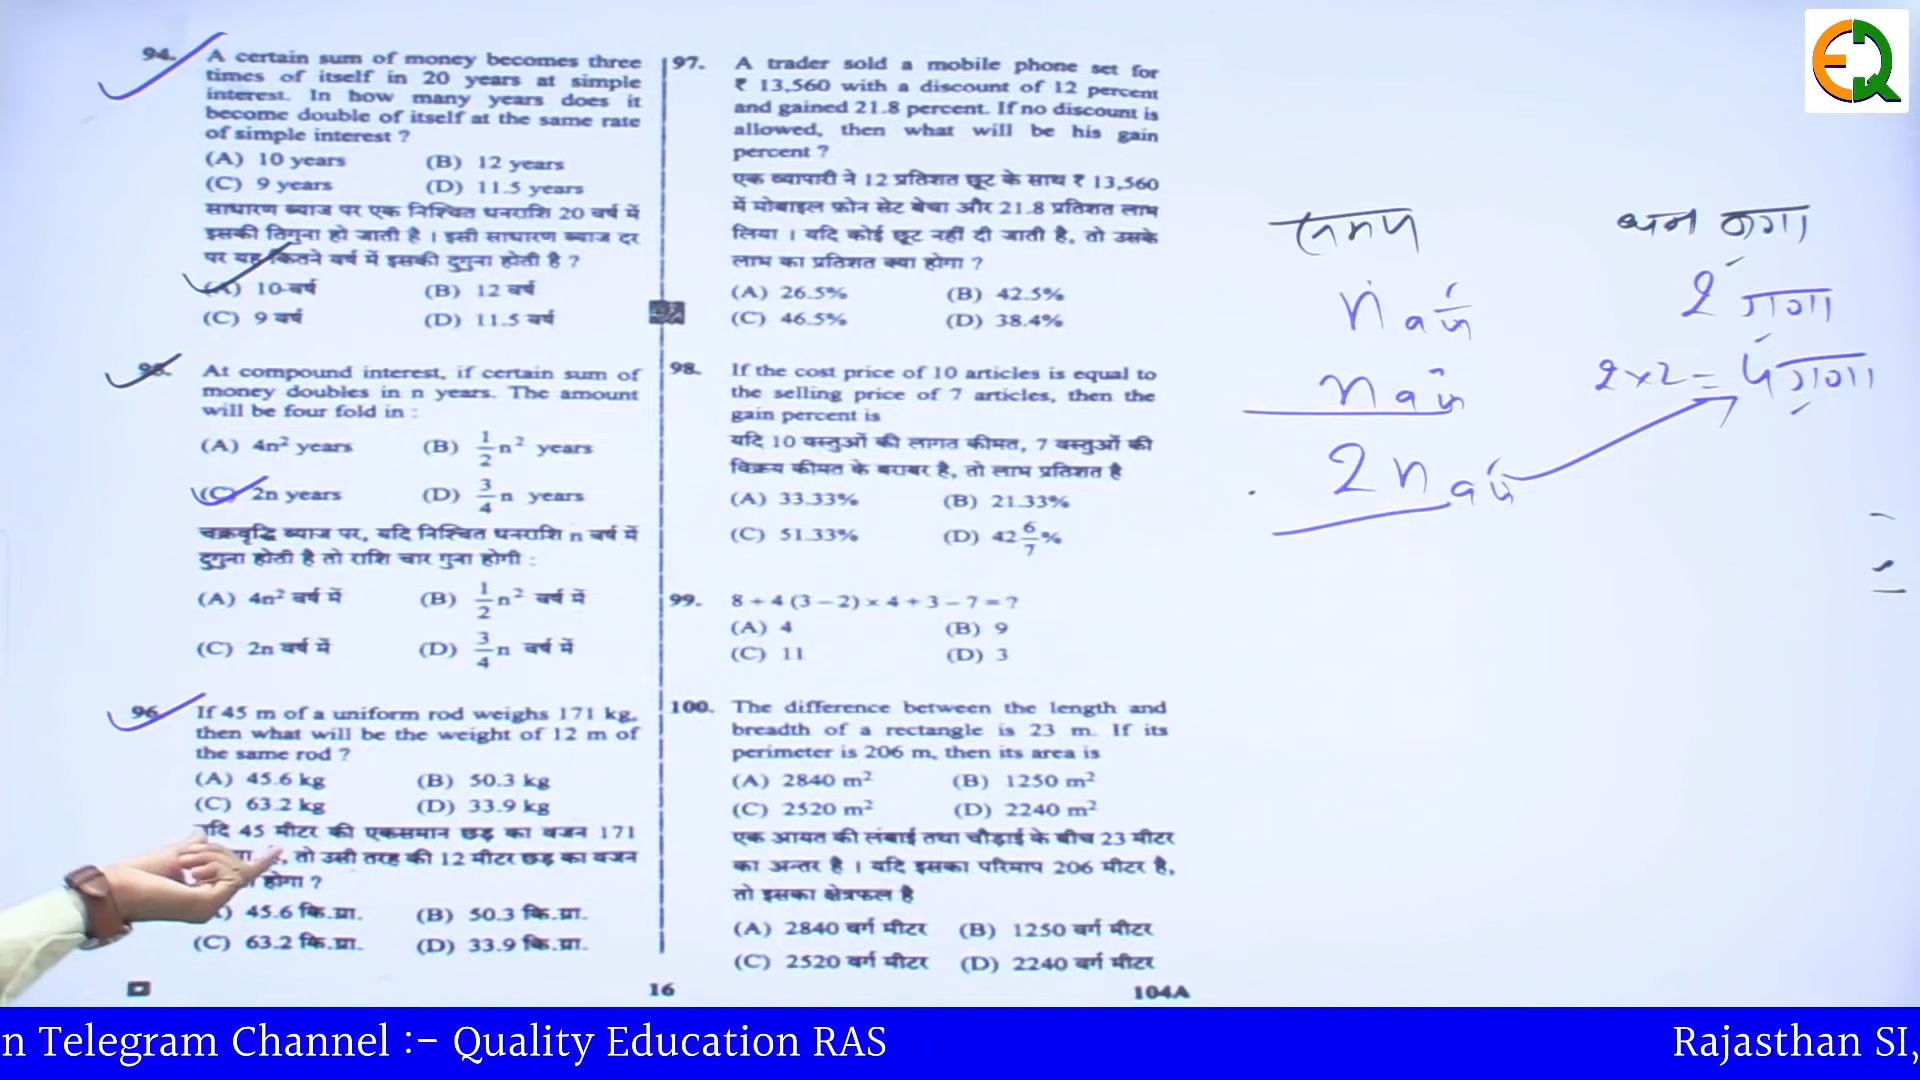 94. A certain sum of money becomes three
times of itself in 20 years at simple
interest. In how many years does it
become double of itself at the same rate
of simple interest ?
(A) 10 years (B) 12 years
(C) 9 years (D) 11.5 years
साधारण ब्याज पर एक निश्चित धनराशि 20 वर्ष में
इसकी तिगुना हो जाती है । इसी साधारण ब्याज दर
पर यह कितने वर्ष में इसकी दुगुना होती है ?
(A) 10 वर्ष (B) 12 वर्ष
(C) 9 वर्ष (D) 11.5 वर्ष
95. At compound interest, if certain sum of
money doubles in n years. The amount
will be four fold in :
(A) 4n² years (B) 1/2 n² years
(C) 2n years (D) 3/4 n years
चक्रवृद्धि ब्याज पर, यदि निश्चित धनराशि n वर्ष में
दुगुना होती है तो राशि चार गुना होगी :
(A) 4n² वर्ष में (B) 1/2 n² वर्ष में
(C) 2n वर्ष में (D) 3/4 n वर्ष में
96. If 45 m of a uniform rod weighs 171 kg,
then what will be the weight of 12 m of
the same rod ?
(A) 45.6 kg (B) 50.3 kg
(C) 63.2 kg (D) 33.9 kg
यदि 45 मीटर की एकसमान छड़ का वजन 171
है, तो उसी तरह की 12 मीटर छड़ का वजन
होगा ?
45.6 कि.ग्रा. (B) 50.3 कि.ग्रा.
(C) 63.2 कि.ग्रा. (D) 33.9 कि.ग्रा.
97. A trader sold a mobile phone set for
₹ 13,560 with a discount of 12 percent
and gained 21.8 percent. If no discount is
allowed, then what will be his gain
percent ?
एक व्यापारी ने 12 प्रतिशत छूट के साथ ₹ 13,560
में मोबाइल फ़ोन सेट बेचा और 21.8 प्रतिशत लाभ
लिया । यदि कोई छूट नहीं दी जाती है, तो उसके
लाभ का प्रतिशत क्या होगा ?
(A) 26.5% (B) 42.5%
(C) 46.5% (D) 38.4%
98. If the cost price of 10 articles is equal to
the selling price of 7 articles, then the
gain percent is
यदि 10 वस्तुओं की लागत कीमत, 7 वस्तुओं की
विक्रय कीमत के बराबर है, तो लाभ प्रतिशत है
(A) 33.33% (B) 21.33%
(C) 51.33% (D) 42 6/7 %
99. 8 ÷ 4 (3 – 2) × 4 + 3 – 7 = ?
(A) 4 (B) 9
(C) 11 (D) 3
100. The difference between the length and
breadth of a rectangle is 23 m. If its
perimeter is 206 m, then its area is
(A) 2840 m² (B) 1250 m²
(C) 2520 m² (D) 2240 m²
एक आयत की लंबाई तथा चौड़ाई के बीच 23 मीटर
का अन्तर है । यदि इसका परिमाप 206 मीटर है,
तो इसका क्षेत्रफल है
(A) 2840 वर्ग मीटर (B) 1250 वर्ग मीटर
(C) 2520 वर्ग मीटर (D) 2240 वर्ग मीटर
16 104A
समय
n वर्ष 2 गुणा
n वर्ष 2×2 = 4 गुणा
2n वर्ष
EQ
n Telegram Channel :- Quality Education RAS Rajasthan SI,